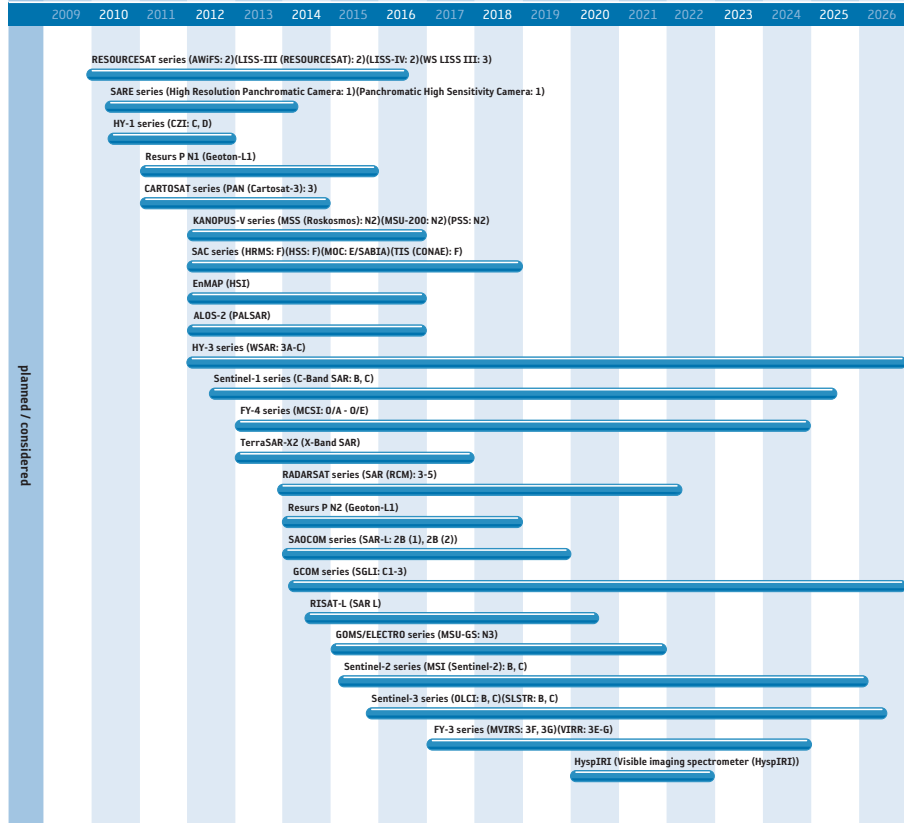 2009 2010 2011 2012 2013 2014 2015 2016 2017 2018 2019 2020 2021 2022 2023 2024 2025 2026
planned / considered
RESOURCESAT series (AWiFS: 2)(LISS-III (RESOURCESAT): 2)(LISS-IV: 2)(WS LISS III: 3)
SARE series (High Resolution Panchromatic Camera: 1)(Panchromatic High Sensitivity Camera: 1)
HY-1 series (CZI: C, D)
Resurs P N1 (Geoton-L1)
CARTOSAT series (PAN (Cartosat-3): 3)
KANOPUS-V series (MSS (Roskosmos): N2)(MSU-200: N2)(PSS: N2)
SAC series (HRMS: F)(HSS: F)(MOC: E/SABIA)(TIS (CONAE): F)
EnMAP (HSI)
ALOS-2 (PALSAR)
HY-3 series (WSAR: 3A-C)
Sentinel-1 series (C-Band SAR: B, C)
FY-4 series (MCSI: O/A - O/E)
TerraSAR-X2 (X-Band SAR)
RADARSAT series (SAR (RCM): 3-5)
Resurs P N2 (Geoton-L1)
SAOCOM series (SAR-L: 2B (1), 2B (2))
GCOM series (SGLI: C1-3)
RISAT-L (SAR L)
GOMS/ELECTRO series (MSU-GS: N3)
Sentinel-2 series (MSI (Sentinel-2): B, C)
Sentinel-3 series (OLCI: B, C)(SLSTR: B, C)
FY-3 series (MVIRS: 3F, 3G)(VIRR: 3E-G)
HyspIRI (Visible imaging spectrometer (HyspIRI))